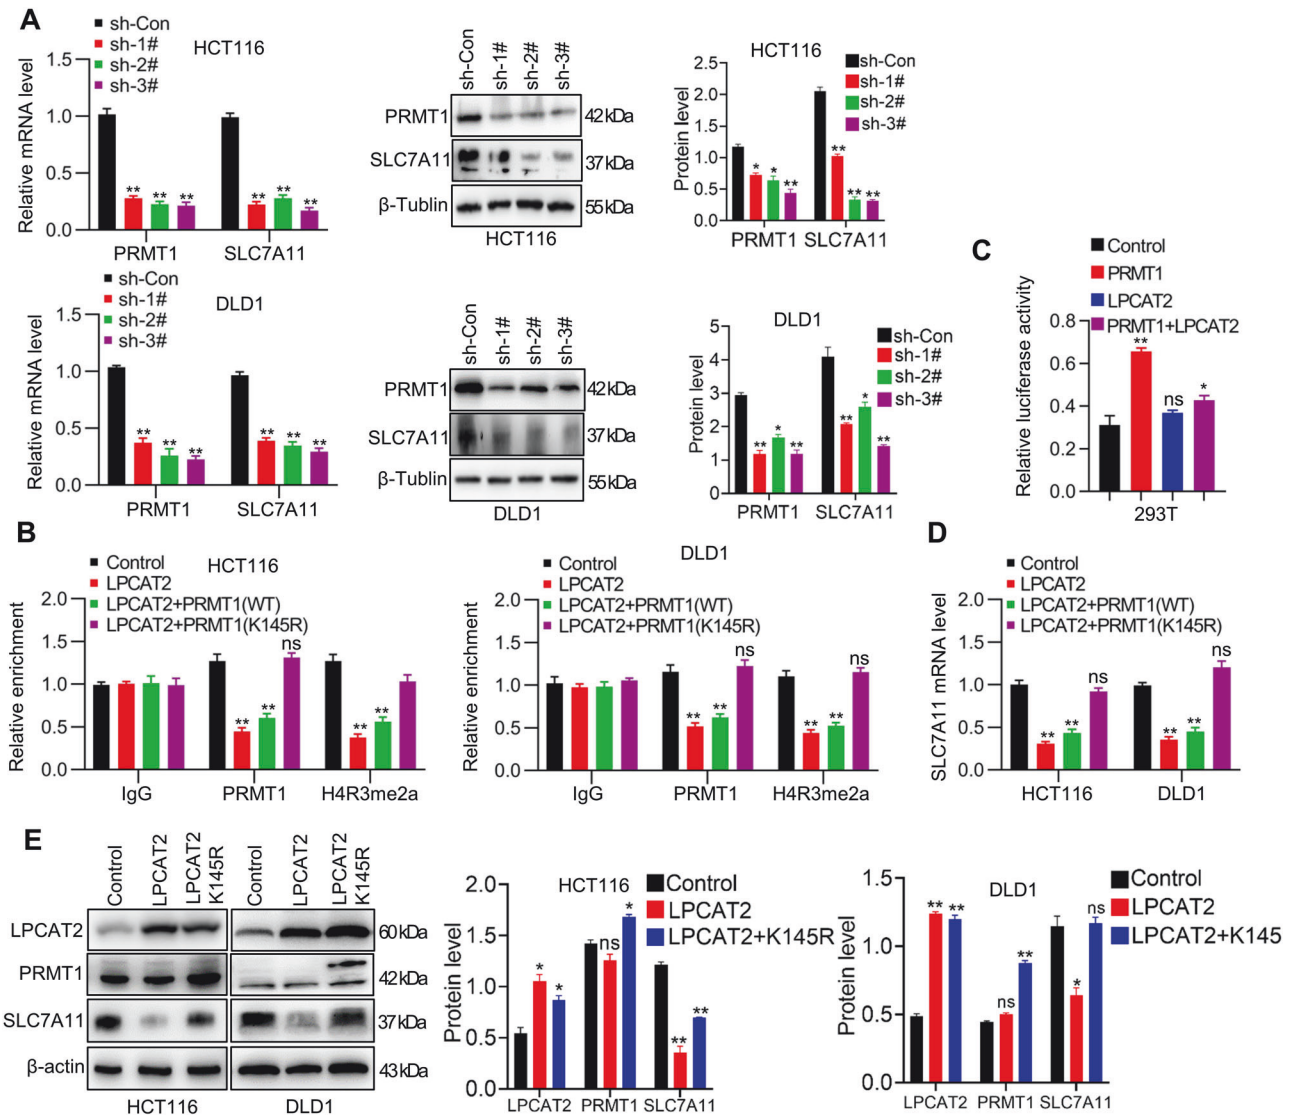 A
sh-Con
sh-1#
sh-2#
sh-3#
HCT116
Relative mRNA level
1.5
1.0
0.5
0.0
** ** ** ** ** **
PRMT1 SLC7A11
sh-Con sh-1# sh-2# sh-3#
PRMT1 42kDa
SLC7A11 37kDa
β-Tublin 55kDa
HCT116
HCT116
sh-Con
sh-1#
sh-2#
sh-3#
Protein level
2.5
2.0
1.5
1.0
0.5
0.0
* * ** ** ** **
PRMT1 SLC7A11
sh-Con
sh-1#
sh-2#
sh-3#
DLD1
Relative mRNA level
1.5
1.0
0.5
0.0
** ** ** ** ** **
PRMT1 SLC7A11
sh-Con sh-1# sh-2# sh-3#
PRMT1 42kDa
SLC7A11 37kDa
β-Tublin 55kDa
DLD1
DLD1
sh-Con
sh-1#
sh-2#
sh-3#
Protein level
5
4
3
2
1
0
** * ** ** * **
PRMT1 SLC7A11
C
Control
PRMT1
LPCAT2
PRMT1+LPCAT2
Relative luciferase activity
0.8
0.6
0.4
0.2
0.0
** ns *
293T
B
Control
LPCAT2
LPCAT2+PRMT1(WT)
LPCAT2+PRMT1(K145R)
HCT116
Relative enrichment
2.0
1.5
1.0
0.5
0.0
** ** ns ** **
IgG PRMT1 H4R3me2a
DLD1
Control
LPCAT2
LPCAT2+PRMT1(WT)
LPCAT2+PRMT1(K145R)
Relative enrichment
2.0
1.5
1.0
0.5
0.0
** ** ns ** ** ns
IgG PRMT1 H4R3me2a
D
Control
LPCAT2
LPCAT2+PRMT1(WT)
LPCAT2+PRMT1(K145R)
SLC7A11 mRNA level
2.0
1.5
1.0
0.5
0.0
** ** ns ** ** ns
HCT116 DLD1
E
Control LPCAT2 LPCAT2 K145R Control LPCAT2 LPCAT2 K145R
LPCAT2 60kDa
PRMT1 42kDa
SLC7A11 37kDa
β-actin 43kDa
HCT116 DLD1
HCT116
Control
LPCAT2
LPCAT2+K145R
Protein level
2.0
1.5
1.0
0.5
0.0
* * ns * ** **
LPCAT2 PRMT1 SLC7A11
DLD1
Control
LPCAT2
LPCAT2+K145
Protein level
1.5
1.0
0.5
0.0
** ** ns ** * ns
LPCAT2 PRMT1 SLC7A11